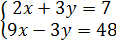 2x + 3y = 7
9x − 3y = 48